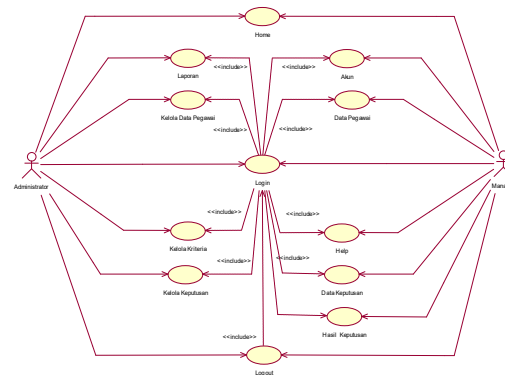 Home
<<include>>
<<include>>
Laporan
Akun
<<include>>
<<include>>
Kelola Data Pegawai
Data Pegawai
Administrator
Login
<<include>>
<<include>>
Kelola Kriteria
Help
<<include>>
<<include>>
Kelola Keputusan
Data Keputusan
<<include>>
Hasil Keputusan
Logout